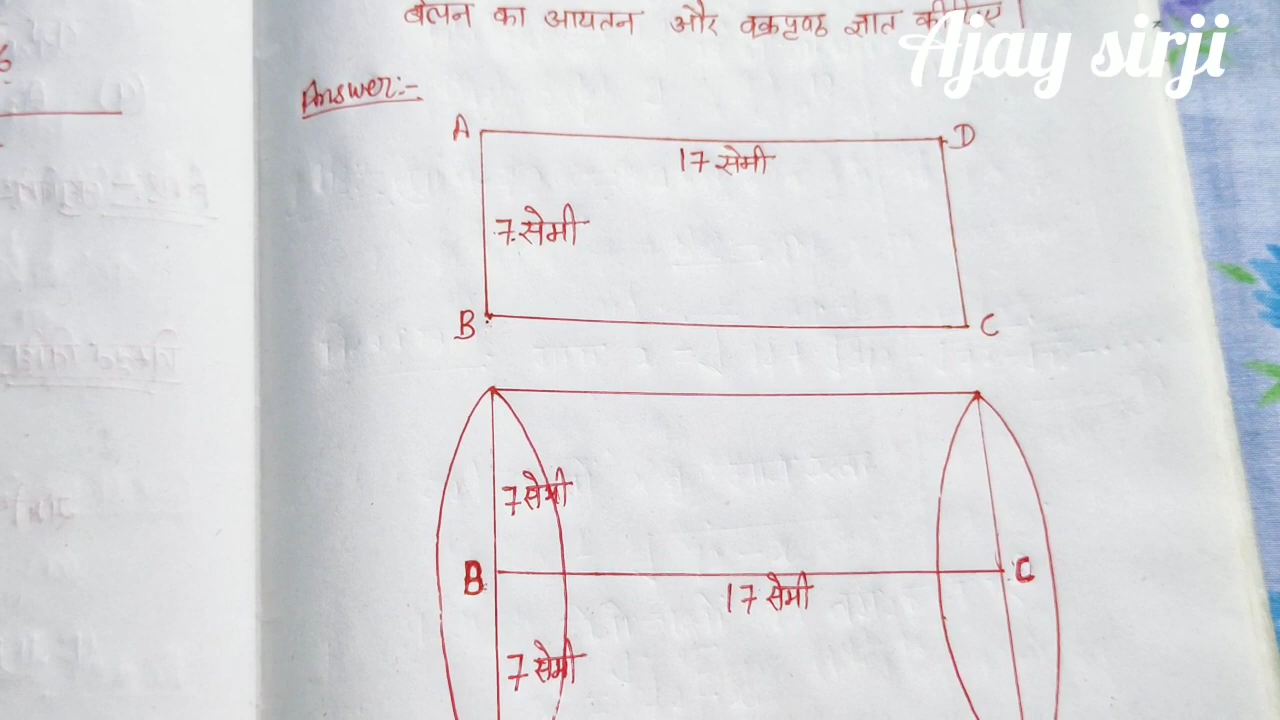 बेलन का आयतन और वक्रपृष्ठ ज्ञात कीजिए।
Ajay sirji
Answer:-
A
D
17 सेमी
7 सेमी
B
C
7 सेमी
B
C
17 सेमी
7 सेमी